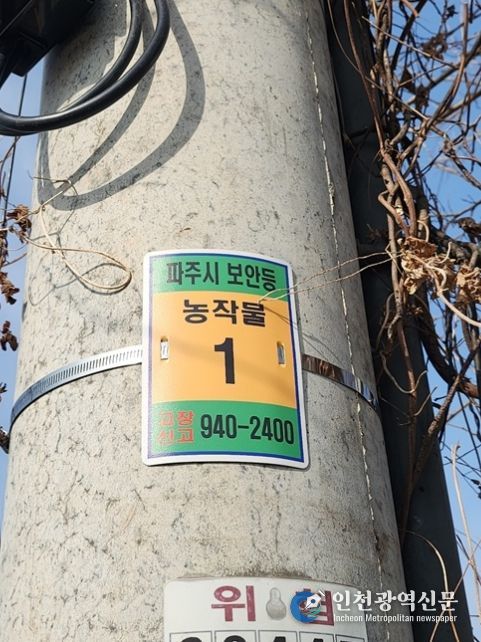 파주시 보안등
농작물
1
고장
신고 940-2400
위험
인천광역신문
Incheon Metropolitan newspaper